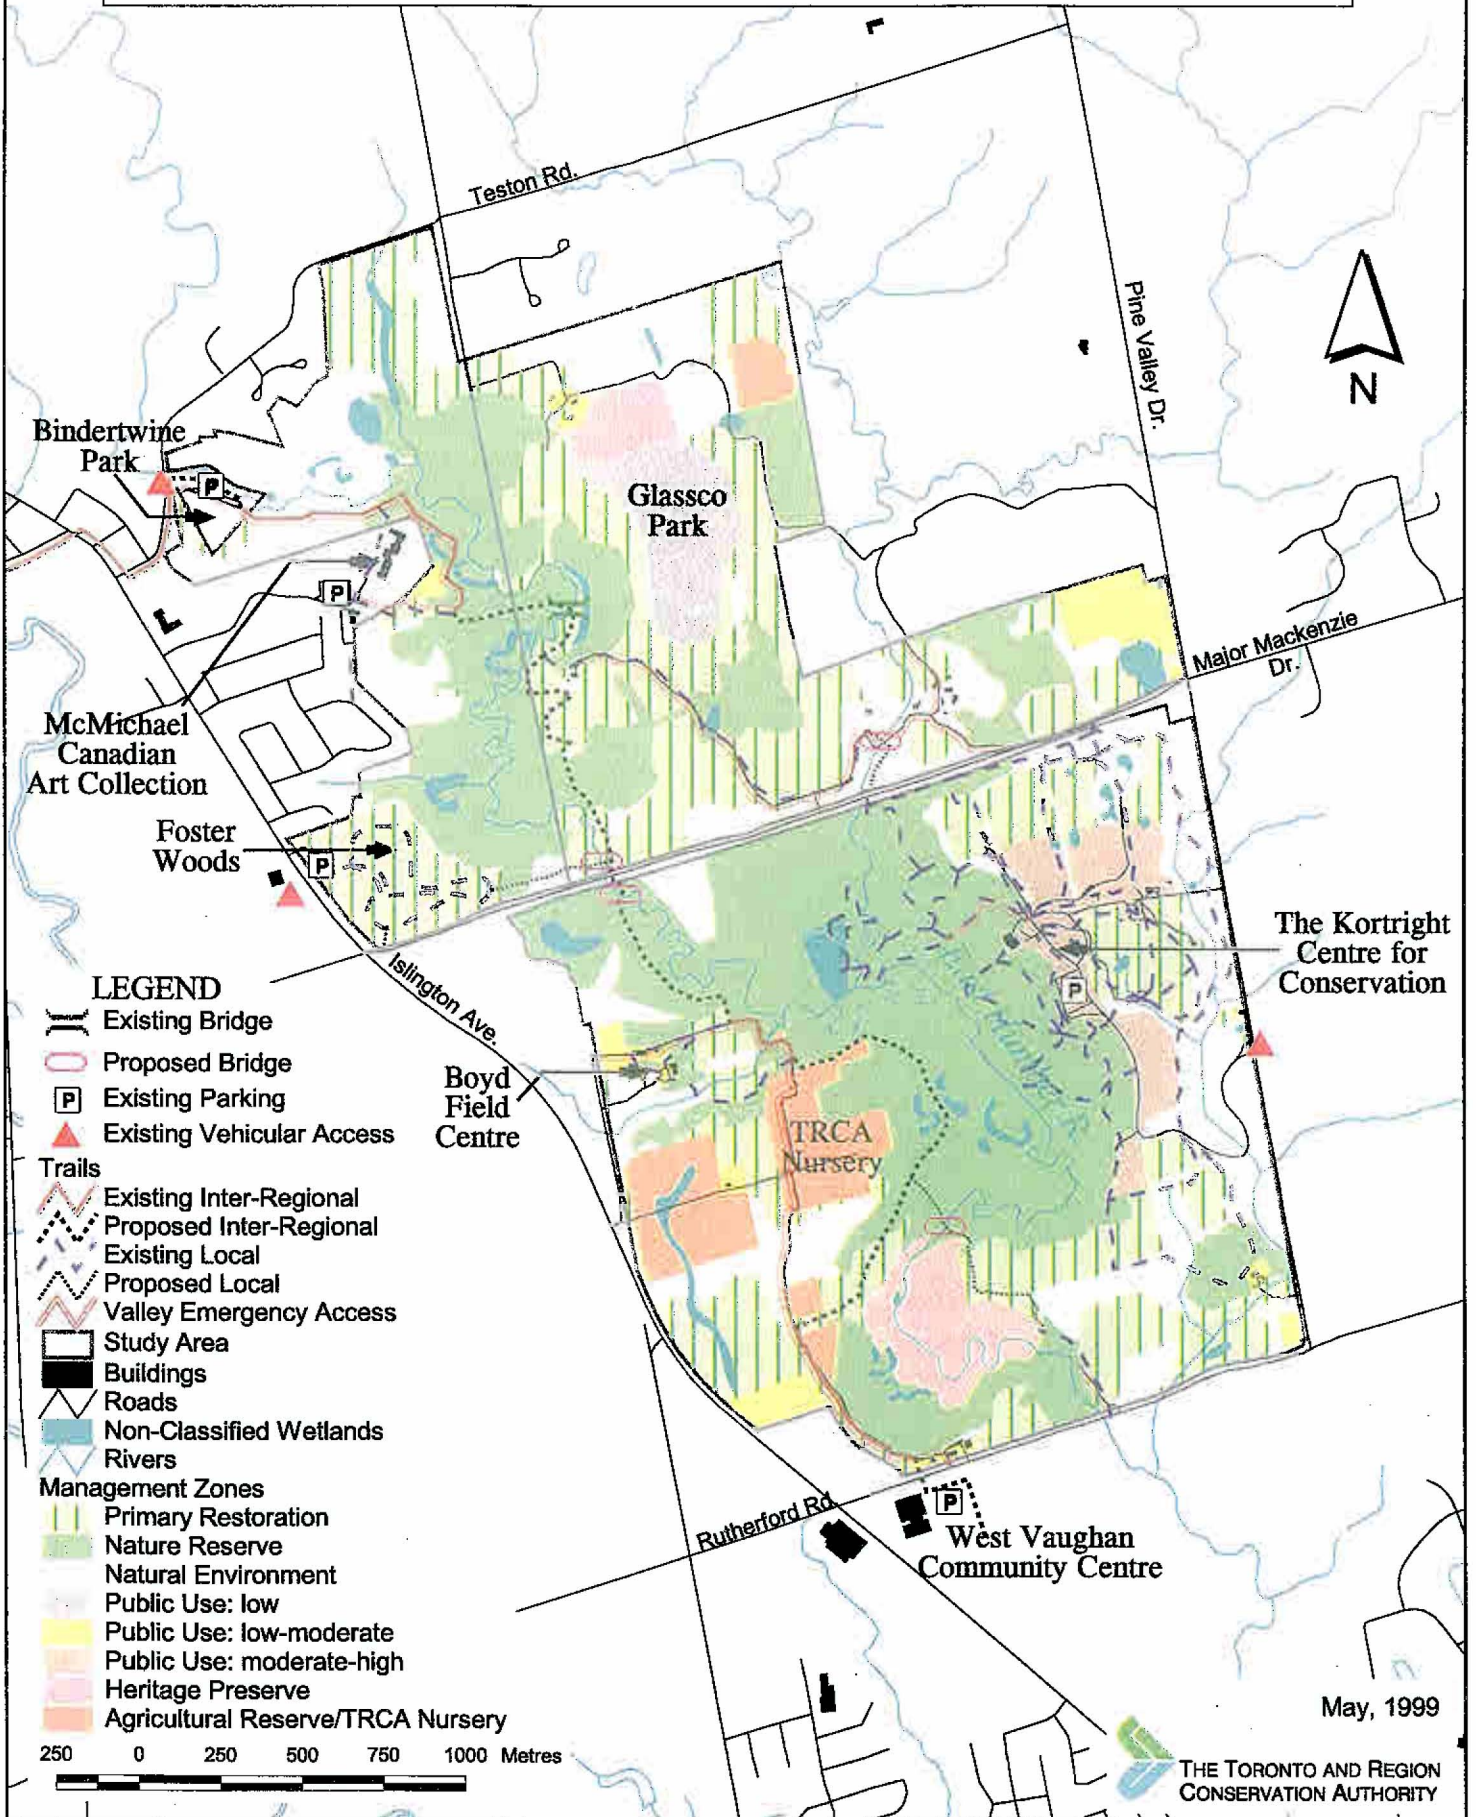 Teston Rd.
Pine Valley Dr.
N
Bindertwine
Park
P
Glassco
Park
P
Major Mackenzie
Dr.
McMichael
Canadian
Art Collection
Foster
Woods
P
The Kortright
Centre for
Conservation
P
Islington Ave.
Boyd
Field
Centre
TRCA
Nursery
LEGEND
Existing Bridge
Proposed Bridge
P Existing Parking
Existing Vehicular Access
Trails
Existing Inter-Regional
Proposed Inter-Regional
Existing Local
Proposed Local
Valley Emergency Access
Study Area
Buildings
Roads
Non-Classified Wetlands
Rivers
Management Zones
Primary Restoration
Nature Reserve
Natural Environment
Public Use: low
Public Use: low-moderate
Public Use: moderate-high
Heritage Preserve
Agricultural Reserve/TRCA Nursery
250 0 250 500 750 1000 Metres
Rutherford Rd.
P
West Vaughan
Community Centre
May, 1999
THE TORONTO AND REGION
CONSERVATION AUTHORITY